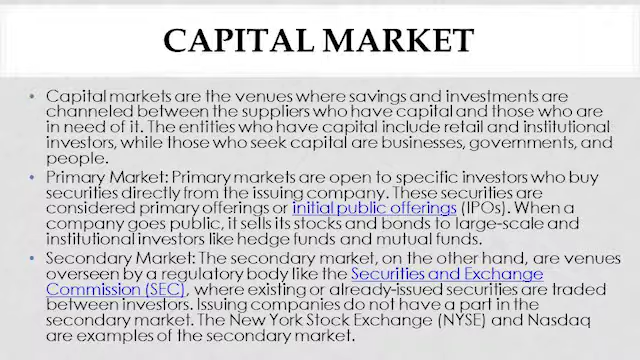 CAPITAL MARKET
• Capital markets are the venues where savings and investments are
channeled between the suppliers who have capital and those who are
in need of it. The entities who have capital include retail and institutional
investors, while those who seek capital are businesses, governments, and
people.
• Primary Market: Primary markets are open to specific investors who buy
securities directly from the issuing company. These securities are
considered primary offerings or initial public offerings (IPOs). When a
company goes public, it sells its stocks and bonds to large-scale and
institutional investors like hedge funds and mutual funds.
• Secondary Market: The secondary market, on the other hand, are venues
overseen by a regulatory body like the Securities and Exchange
Commission (SEC), where existing or already-issued securities are traded
between investors. Issuing companies do not have a part in the
secondary market. The New York Stock Exchange (NYSE) and Nasdaq
are examples of the secondary market.